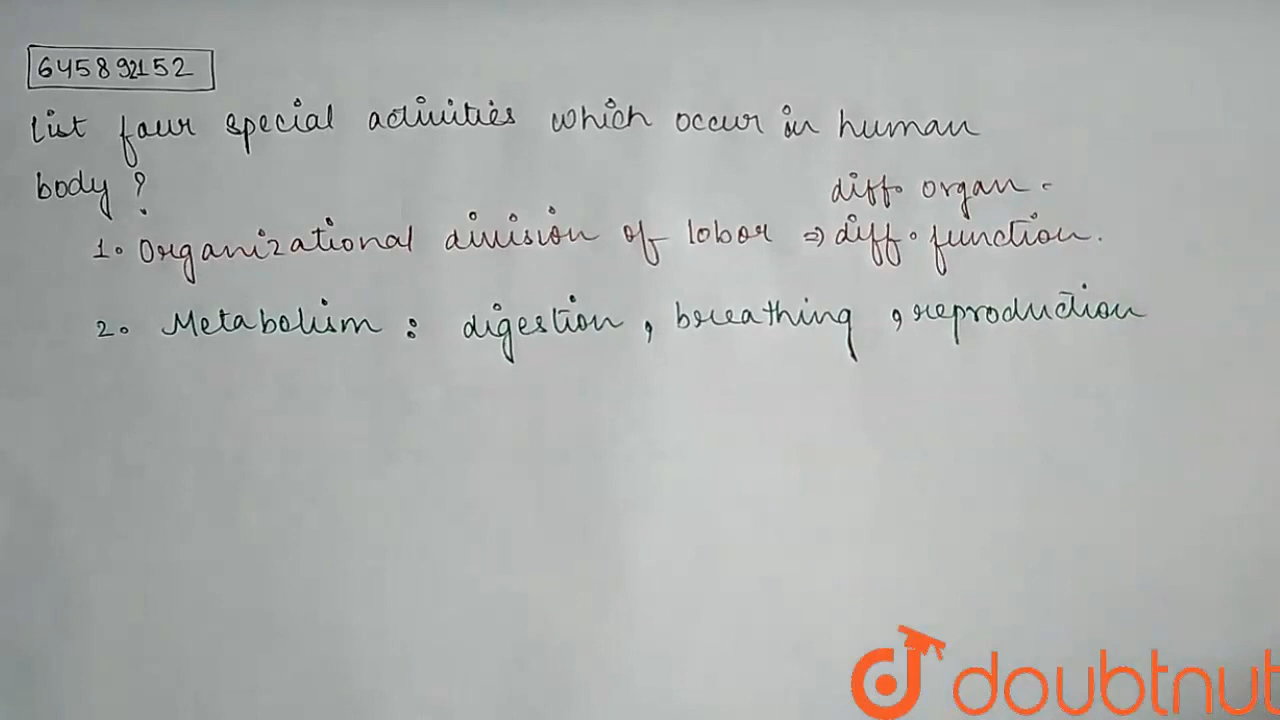 645892152
List four special activities which occur in human
body ?
diff. organ.
1. Organizational division of labor ⇒ diff. function.
2. Metabolism : digestion, breathing, reproduction
doubtnut